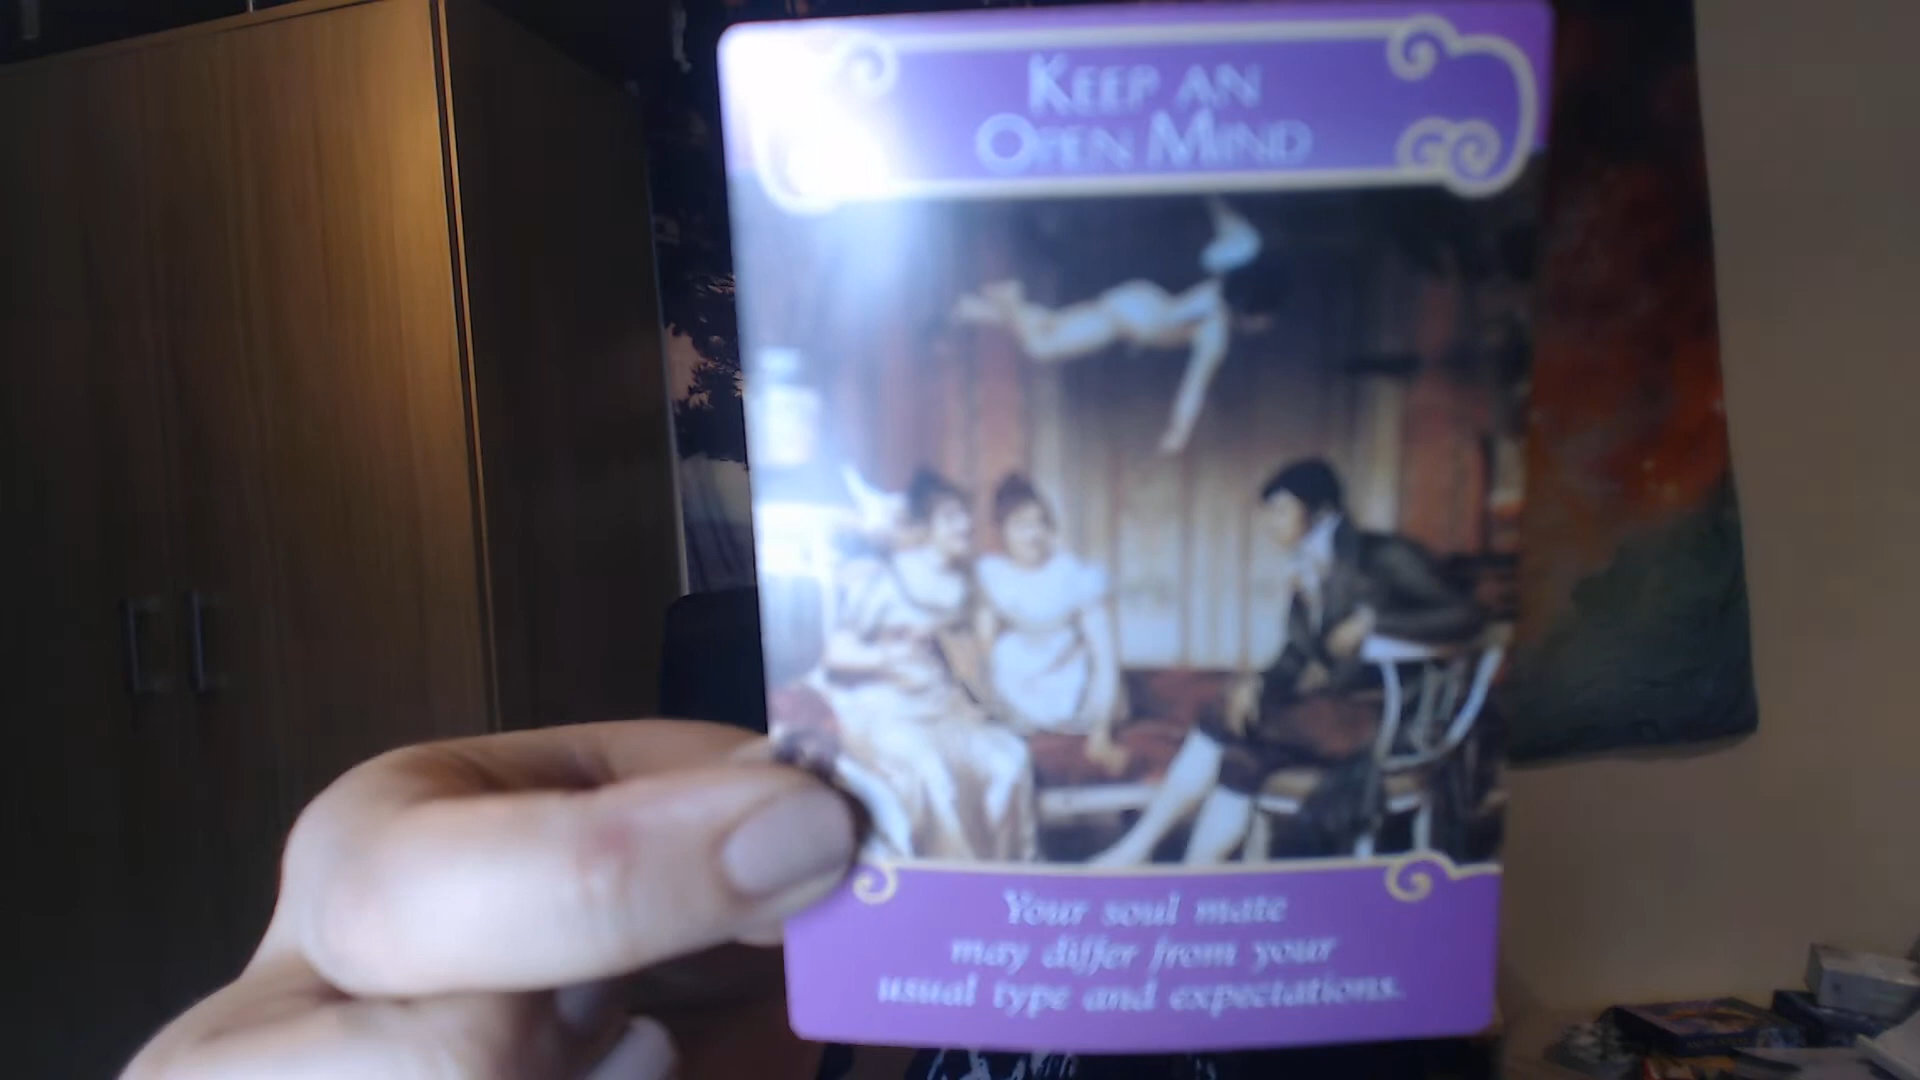 KEEP AN
OPEN MIND
Your soul mate
may differ from your
usual type and expectations.